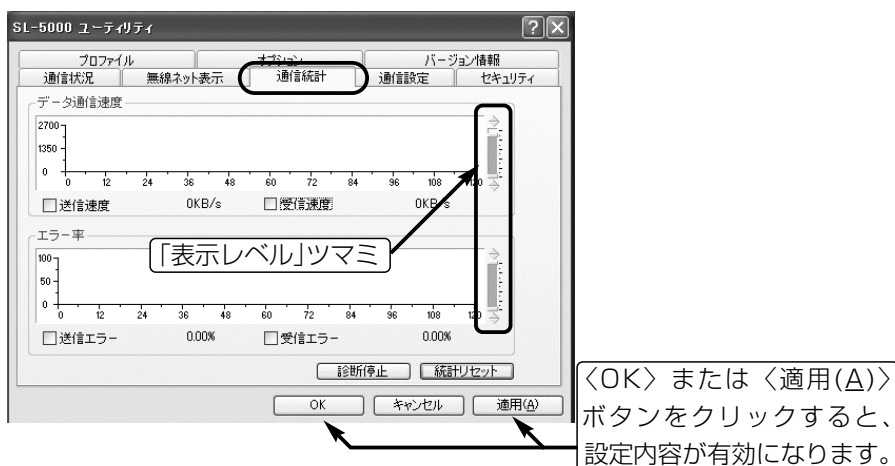 SL-5000 ユーティリティ
プロファイル オプション バージョン情報
通信状況 無線ネット表示 通信統計 通信設定 セキュリティ
データ通信速度
2700
1350
0
0 12 24 36 48 60 72 84 96 108 120
送信速度 0KB/s 受信速度 0KB/s
エラー率
「表示レベル」ツマミ
100
50
0
0 12 24 36 48 60 72 84 96 108 120
送信エラー 0.00% 受信エラー 0.00%
診断停止 統計リセット
OK キャンセル 適用(A)
〈OK〉または〈適用(A)〉
ボタンをクリックすると、
設定内容が有効になります。